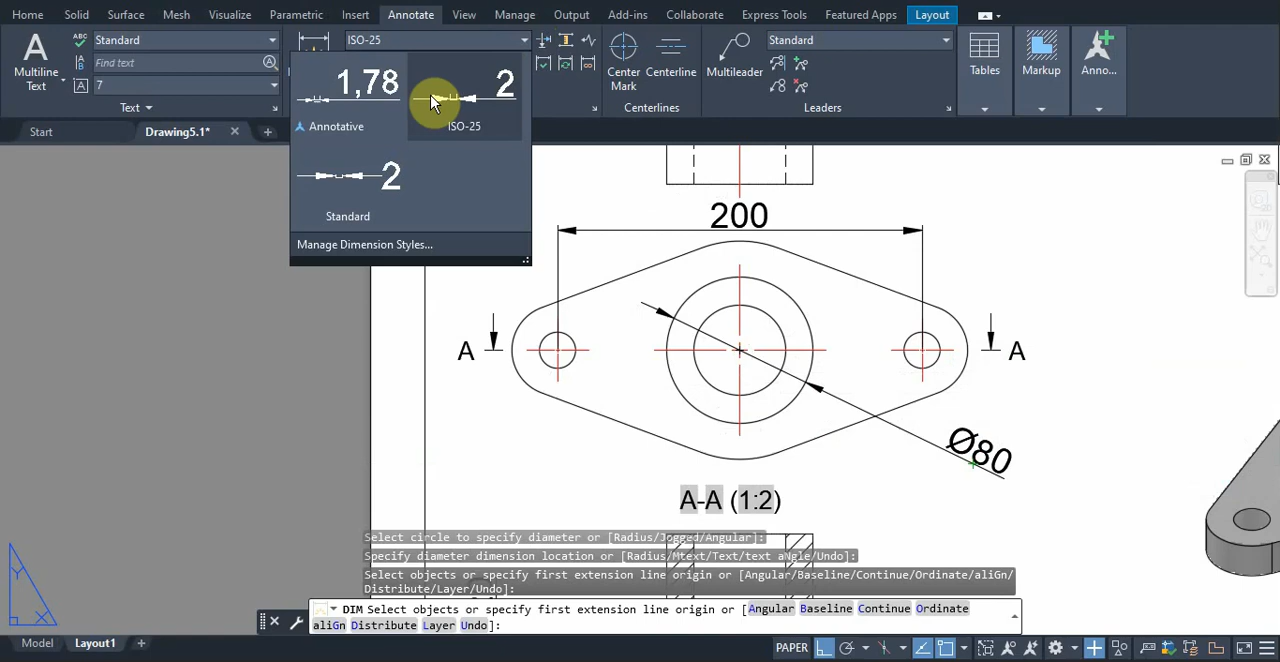 Home Solid Surface Mesh Visualize Parametric Insert Annotate View Manage Output Add-ins Collaborate Express Tools Featured Apps Layout
A Multiline Text
ABC Standard
Find text
7
Text
ISO-25
1,78
Annotative
2
ISO-25
2
Standard
Manage Dimension Styles...
Center Mark
Centerline
Centerlines
Multileader
Standard
Leaders
Tables
Markup
Anno...
Start Drawing5.1*
200
A
A
Ø80
A-A (1:2)
Y
X
Select circle to specify diameter or [Radius/Jogged/Angular]:
Specify diameter dimension location or [Radius/Mtext/Text/text aNgle/Undo]:
Select objects or specify first extension line origin or [Angular/Baseline/Continue/Ordinate/aliGn/
Distribute/Layer/Undo]:
DIM Select objects or specify first extension line origin or [Angular Baseline Continue Ordinate
aliGn Distribute Layer Undo]:
Model Layout1
PAPER